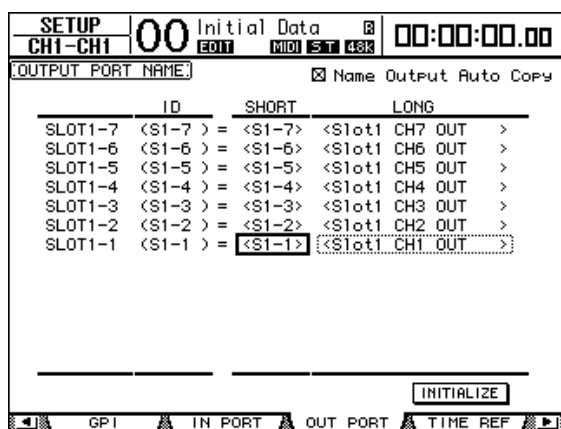 SETUP
CH1-CH1
00
Initial Data
EDIT
MIDI ST 48K
00:00:00.00
OUTPUT PORT NAME
Name Output Auto Copy
ID SHORT LONG
SLOT1-7 (S1-7 ) = <S1-7> <Slot1 CH7 OUT >
SLOT1-6 (S1-6 ) = <S1-6> <Slot1 CH6 OUT >
SLOT1-5 (S1-5 ) = <S1-5> <Slot1 CH5 OUT >
SLOT1-4 (S1-4 ) = <S1-4> <Slot1 CH4 OUT >
SLOT1-3 (S1-3 ) = <S1-3> <Slot1 CH3 OUT >
SLOT1-2 (S1-2 ) = <S1-2> <Slot1 CH2 OUT >
SLOT1-1 (S1-1 ) = <S1-1> <Slot1 CH1 OUT >
INITIALIZE
GPI IN PORT OUT PORT TIME REF